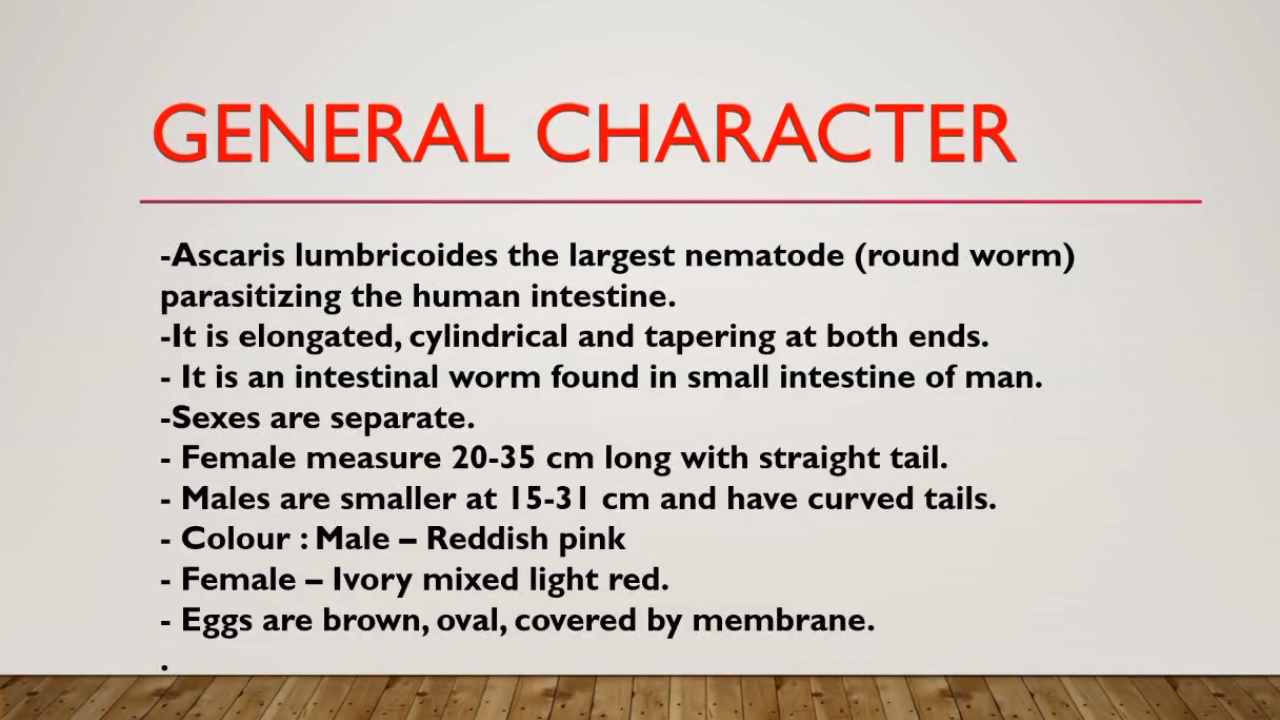 GENERAL CHARACTER
-Ascaris lumbricoides the largest nematode (round worm)
parasitizing the human intestine.
-It is elongated, cylindrical and tapering at both ends.
- It is an intestinal worm found in small intestine of man.
-Sexes are separate.
- Female measure 20-35 cm long with straight tail.
- Males are smaller at 15-31 cm and have curved tails.
- Colour : Male – Reddish pink
- Female – Ivory mixed light red.
- Eggs are brown, oval, covered by membrane.
.